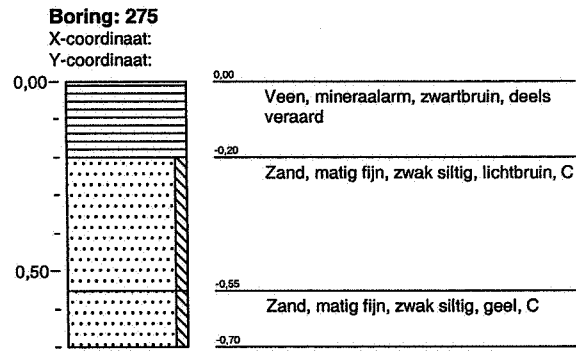 Boring: 275
X-coordinaat:
Y-coordinaat:
0,00
0,00
Veen, mineraalarm, zwartbruin, deels
veraard
-0,20
Zand, matig fijn, zwak siltig, lichtbruin, C
0,50
-0,55
Zand, matig fijn, zwak siltig, geel, C
-0,70